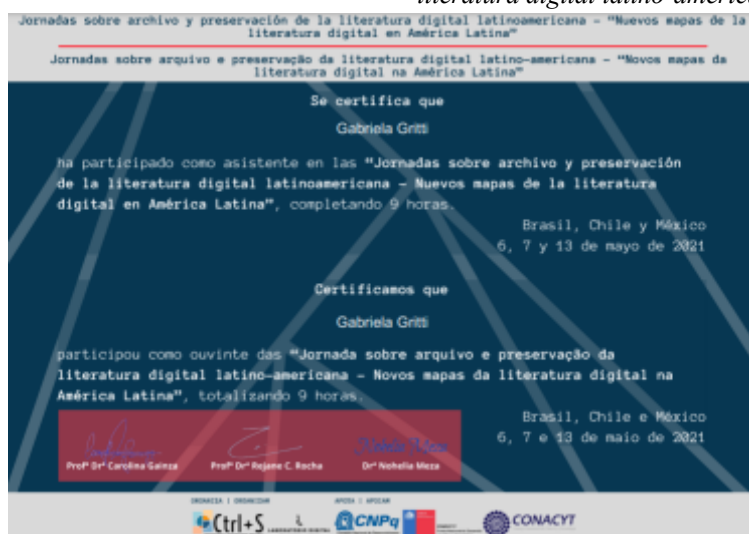 literatura digital latino-america
Jornadas sobre archivo y preservación de la literatura digital latinoamericana – "Nuevos mapas de la
literatura digital en América Latina"
Jornadas sobre arquivo e preservação da literatura digital latino-americana – "Novos mapas da
literatura digital na América Latina"
Se certifica que
Gabriela Gritti
ha participado como asistente en las "Jornadas sobre archivo y preservación
de la literatura digital latinoamericana – Nuevos mapas de la literatura
digital en América Latina", completando 9 horas.
Brasil, Chile y México
6, 7 y 13 de mayo de 2021
Certificamos que
Gabriela Gritti
participou como ouvinte das "Jornada sobre arquivo e preservação da
literatura digital latino-americana – Novos mapas da literatura digital na
América Latina", totalizando 9 horas.
Brasil, Chile e México
6, 7 e 13 de maio de 2021
Nohelia Meza
Profª Drª Carolina Gainza Profª Drª Rejane C. Rocha Drª Nohelia Meza
ORGANIZA | ORGANIZAM APOYA | APOIAM
Ctrl+S LABORATORIO DIGITAL CNPq CONACYT